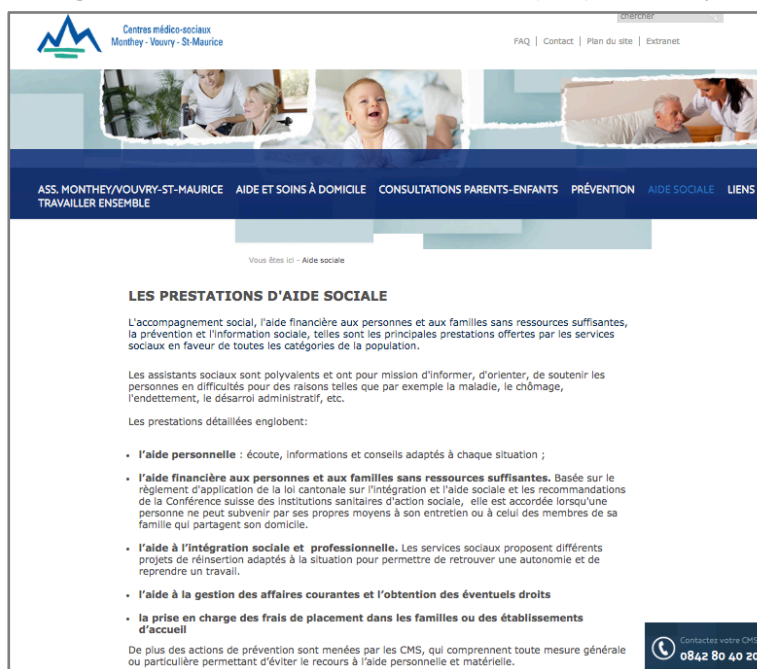 chercher
Centres médico-sociaux
Monthey - Vouvry - St-Maurice
FAQ | Contact | Plan du site | Extranet
ASS. MONTHEY/VOUVRY-ST-MAURICE AIDE ET SOINS À DOMICILE CONSULTATIONS PARENTS-ENFANTS PRÉVENTION AIDE SOCIALE LIENS
TRAVAILLER ENSEMBLE
Vous êtes ici - Aide sociale
LES PRESTATIONS D'AIDE SOCIALE
L'accompagnement social, l'aide financière aux personnes et aux familles sans ressources suffisantes,
la prévention et l'information sociale, telles sont les principales prestations offertes par les services
sociaux en faveur de toutes les catégories de la population.
Les assistants sociaux sont polyvalents et ont pour mission d'informer, d'orienter, de soutenir les
personnes en difficultés pour des raisons telles que par exemple la maladie, le chômage,
l'endettement, le désarroi administratif, etc.
Les prestations détaillées englobent:
• l'aide personnelle : écoute, informations et conseils adaptés à chaque situation ;
• l'aide financière aux personnes et aux familles sans ressources suffisantes. Basée sur le
règlement d'application de la loi cantonale sur l'intégration et l'aide sociale et les recommandations
de la Conférence suisse des institutions sanitaires d'action sociale, elle est accordée lorsqu'une
personne ne peut subvenir par ses propres moyens à son entretien ou à celui des membres de sa
famille qui partagent son domicile.
• l'aide à l'intégration sociale et professionnelle. Les services sociaux proposent différents
projets de réinsertion adaptés à la situation pour permettre de retrouver une autonomie et de
reprendre un travail.
• l'aide à la gestion des affaires courantes et l'obtention des éventuels droits
• la prise en charge des frais de placement dans les familles ou des établissements
d'accueil
De plus des actions de prévention sont menées par les CMS, qui comprennent toute mesure générale
ou particulière permettant d'éviter le recours à l'aide personnelle et matérielle.
Contactez votre CMS
0842 80 40 20